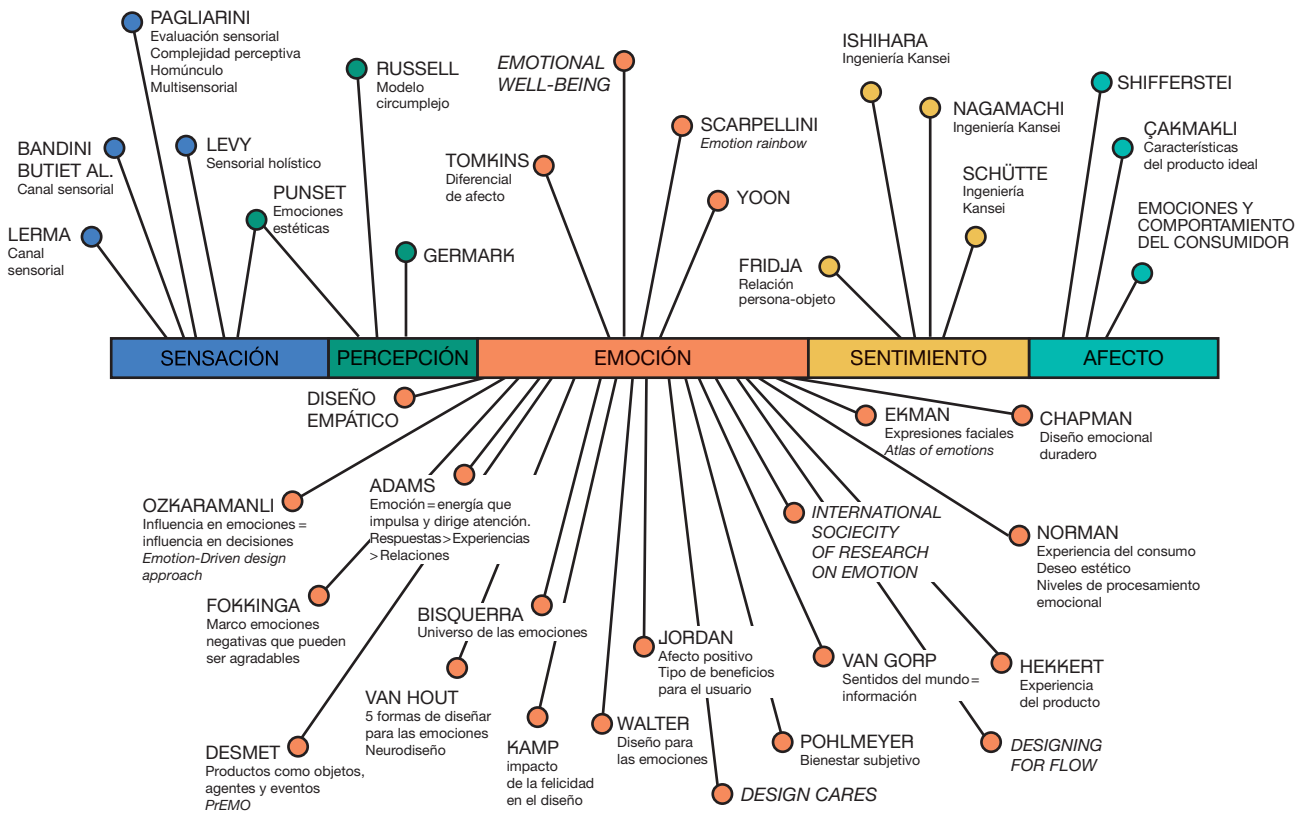 PAGLIARINI
Evaluación sensorial
Complejidad perceptiva
Homúnculo
Multisensorial
BANDINI
BUTIET AL.
Canal sensorial
LEVY
Sensorial holístico
LERMA
Canal
sensorial
PUNSET
Emociones
estéticas
RUSSELL
Modelo
circumplejo
GERMARK
EMOTIONAL
WELL-BEING
TOMKINS
Diferencial
de afecto
SCARPELLINI
Emotion rainbow
YOON
ISHIHARA
Ingeniería Kansei
NAGAMACHI
Ingeniería Kansei
SCHÜTTE
Ingeniería
Kansei
FRIDJA
Relación
persona-objeto
SHIFFERSTEI
ÇAKMAKLI
Características
del producto ideal
EMOCIONES Y
COMPORTAMIENTO
DEL CONSUMIDOR
SENSACIÓN
PERCEPCIÓN
EMOCIÓN
SENTIMIENTO
AFECTO
DISEÑO
EMPÁTICO
OZKARAMANLI
Influencia en emociones =
influencia en decisiones
Emotion-Driven design
approach
ADAMS
Emoción = energía que
impulsa y dirige atención.
Respuestas > Experiencias
> Relaciones
FOKKINGA
Marco emociones
negativas que pueden
ser agradables
DESMET
Productos como objetos,
agentes y eventos
PrEMO
BISQUERRA
Universo de las emociones
VAN HOUT
5 formas de diseñar
para las emociones
Neurodiseño
KAMP
impacto
de la felicidad
en el diseño
WALTER
Diseño para
las emociones
JORDAN
Afecto positivo
Tipo de beneficios
para el usuario
DESIGN CARES
POHLMEYER
Bienestar subjetivo
VAN GORP
Sentidos del mundo =
información
INTERNATIONAL
SOCIECITY
OF RESEARCH
ON EMOTION
DESIGNING
FOR FLOW
HEKKERT
Experiencia
del producto
NORMAN
Experiencia del consumo
Deseo estético
Niveles de procesamiento
emocional
EKMAN
Expresiones faciales
Atlas of emotions
CHAPMAN
Diseño emocional
duradero